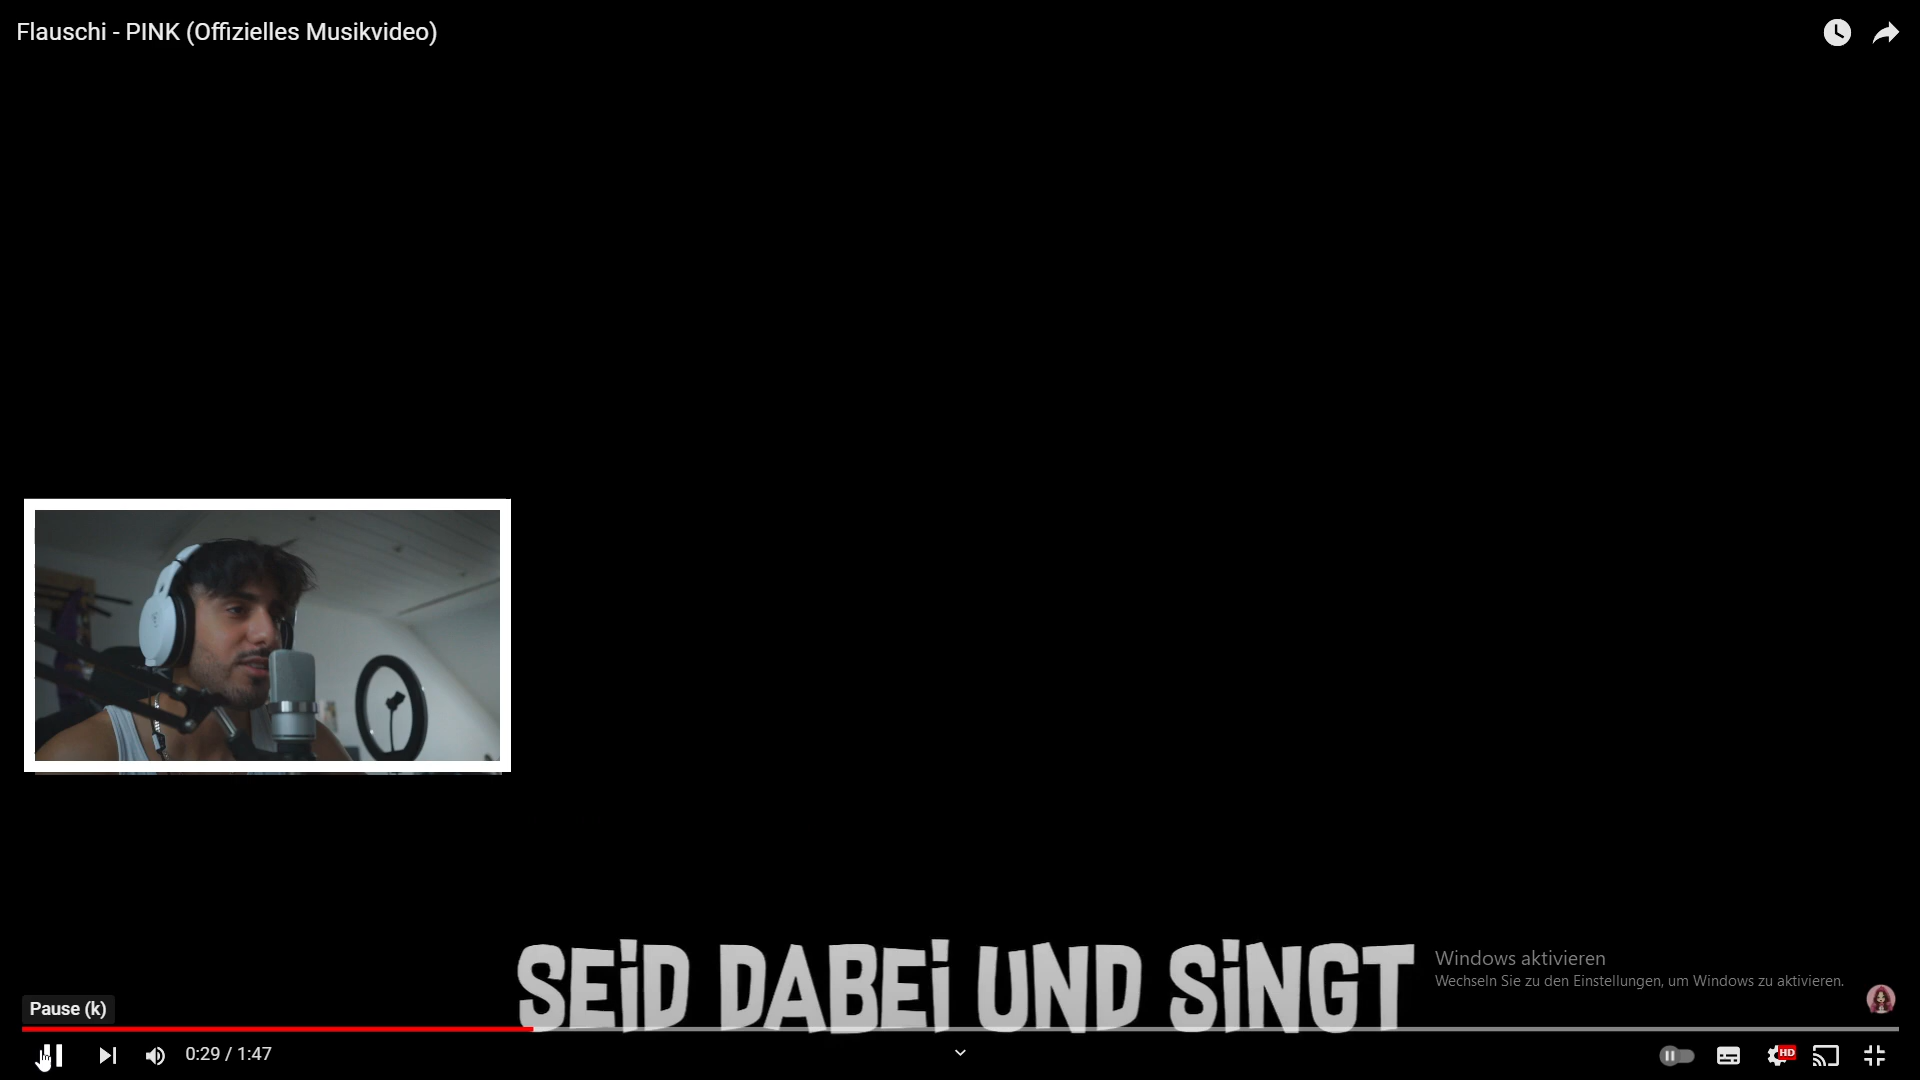 Flauschi - PINK (Offizielles Musikvideo)
SEiD DABEi UND SiNGT
Windows aktivieren
Wechseln Sie zu den Einstellungen, um Windows zu aktivieren.
Pause (k)
0:29 / 1:47
HD